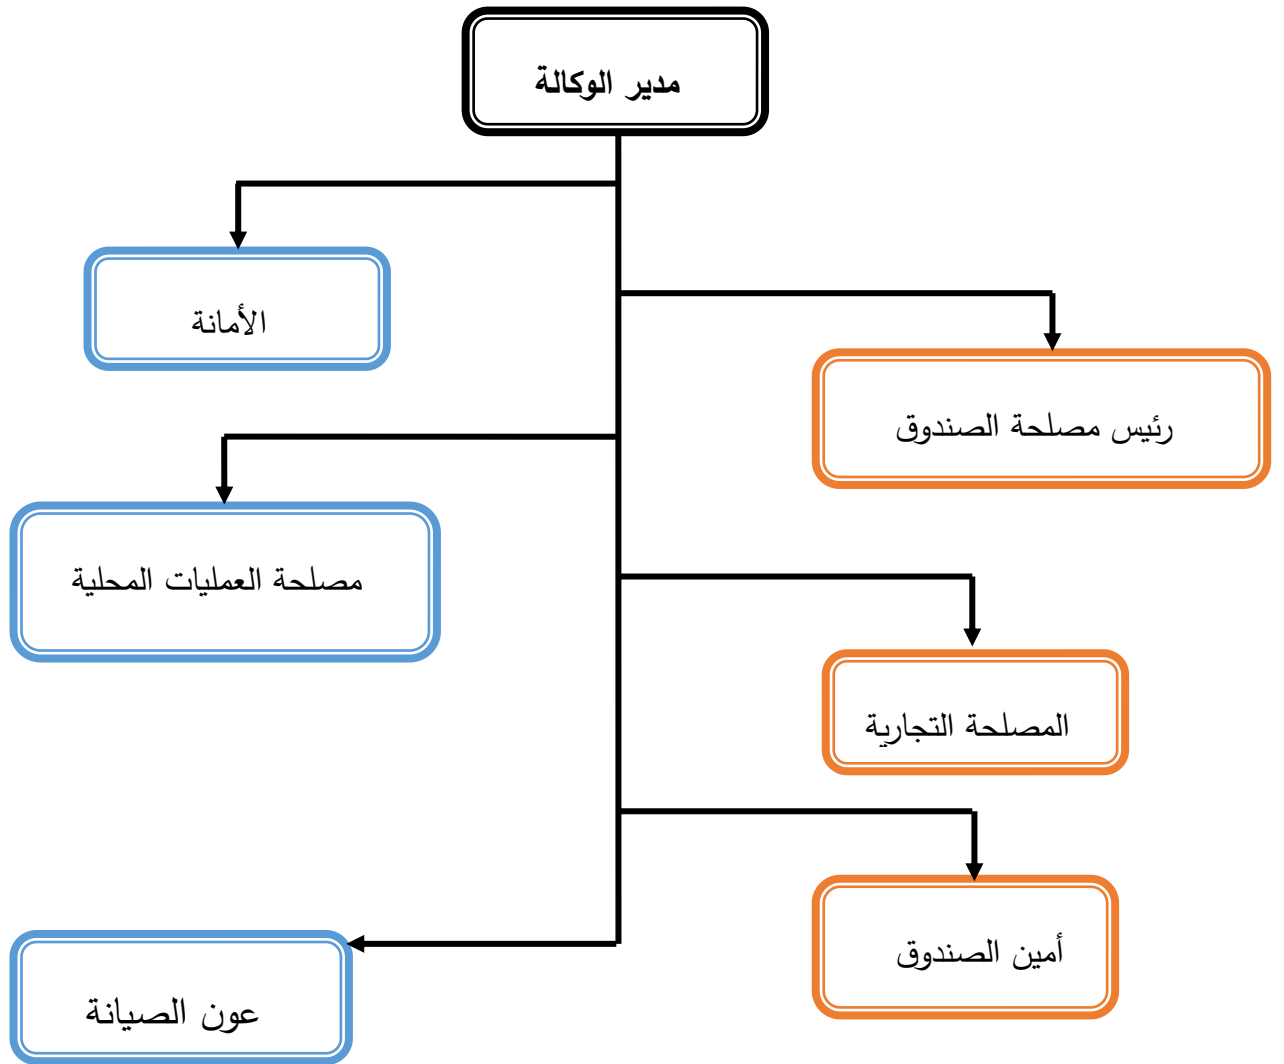 مدير الوكالة
الأمانة
رئيس مصلحة الصندوق
مصلحة العمليات المحلية
المصلحة التجارية
أمين الصندوق
عون الصيانة